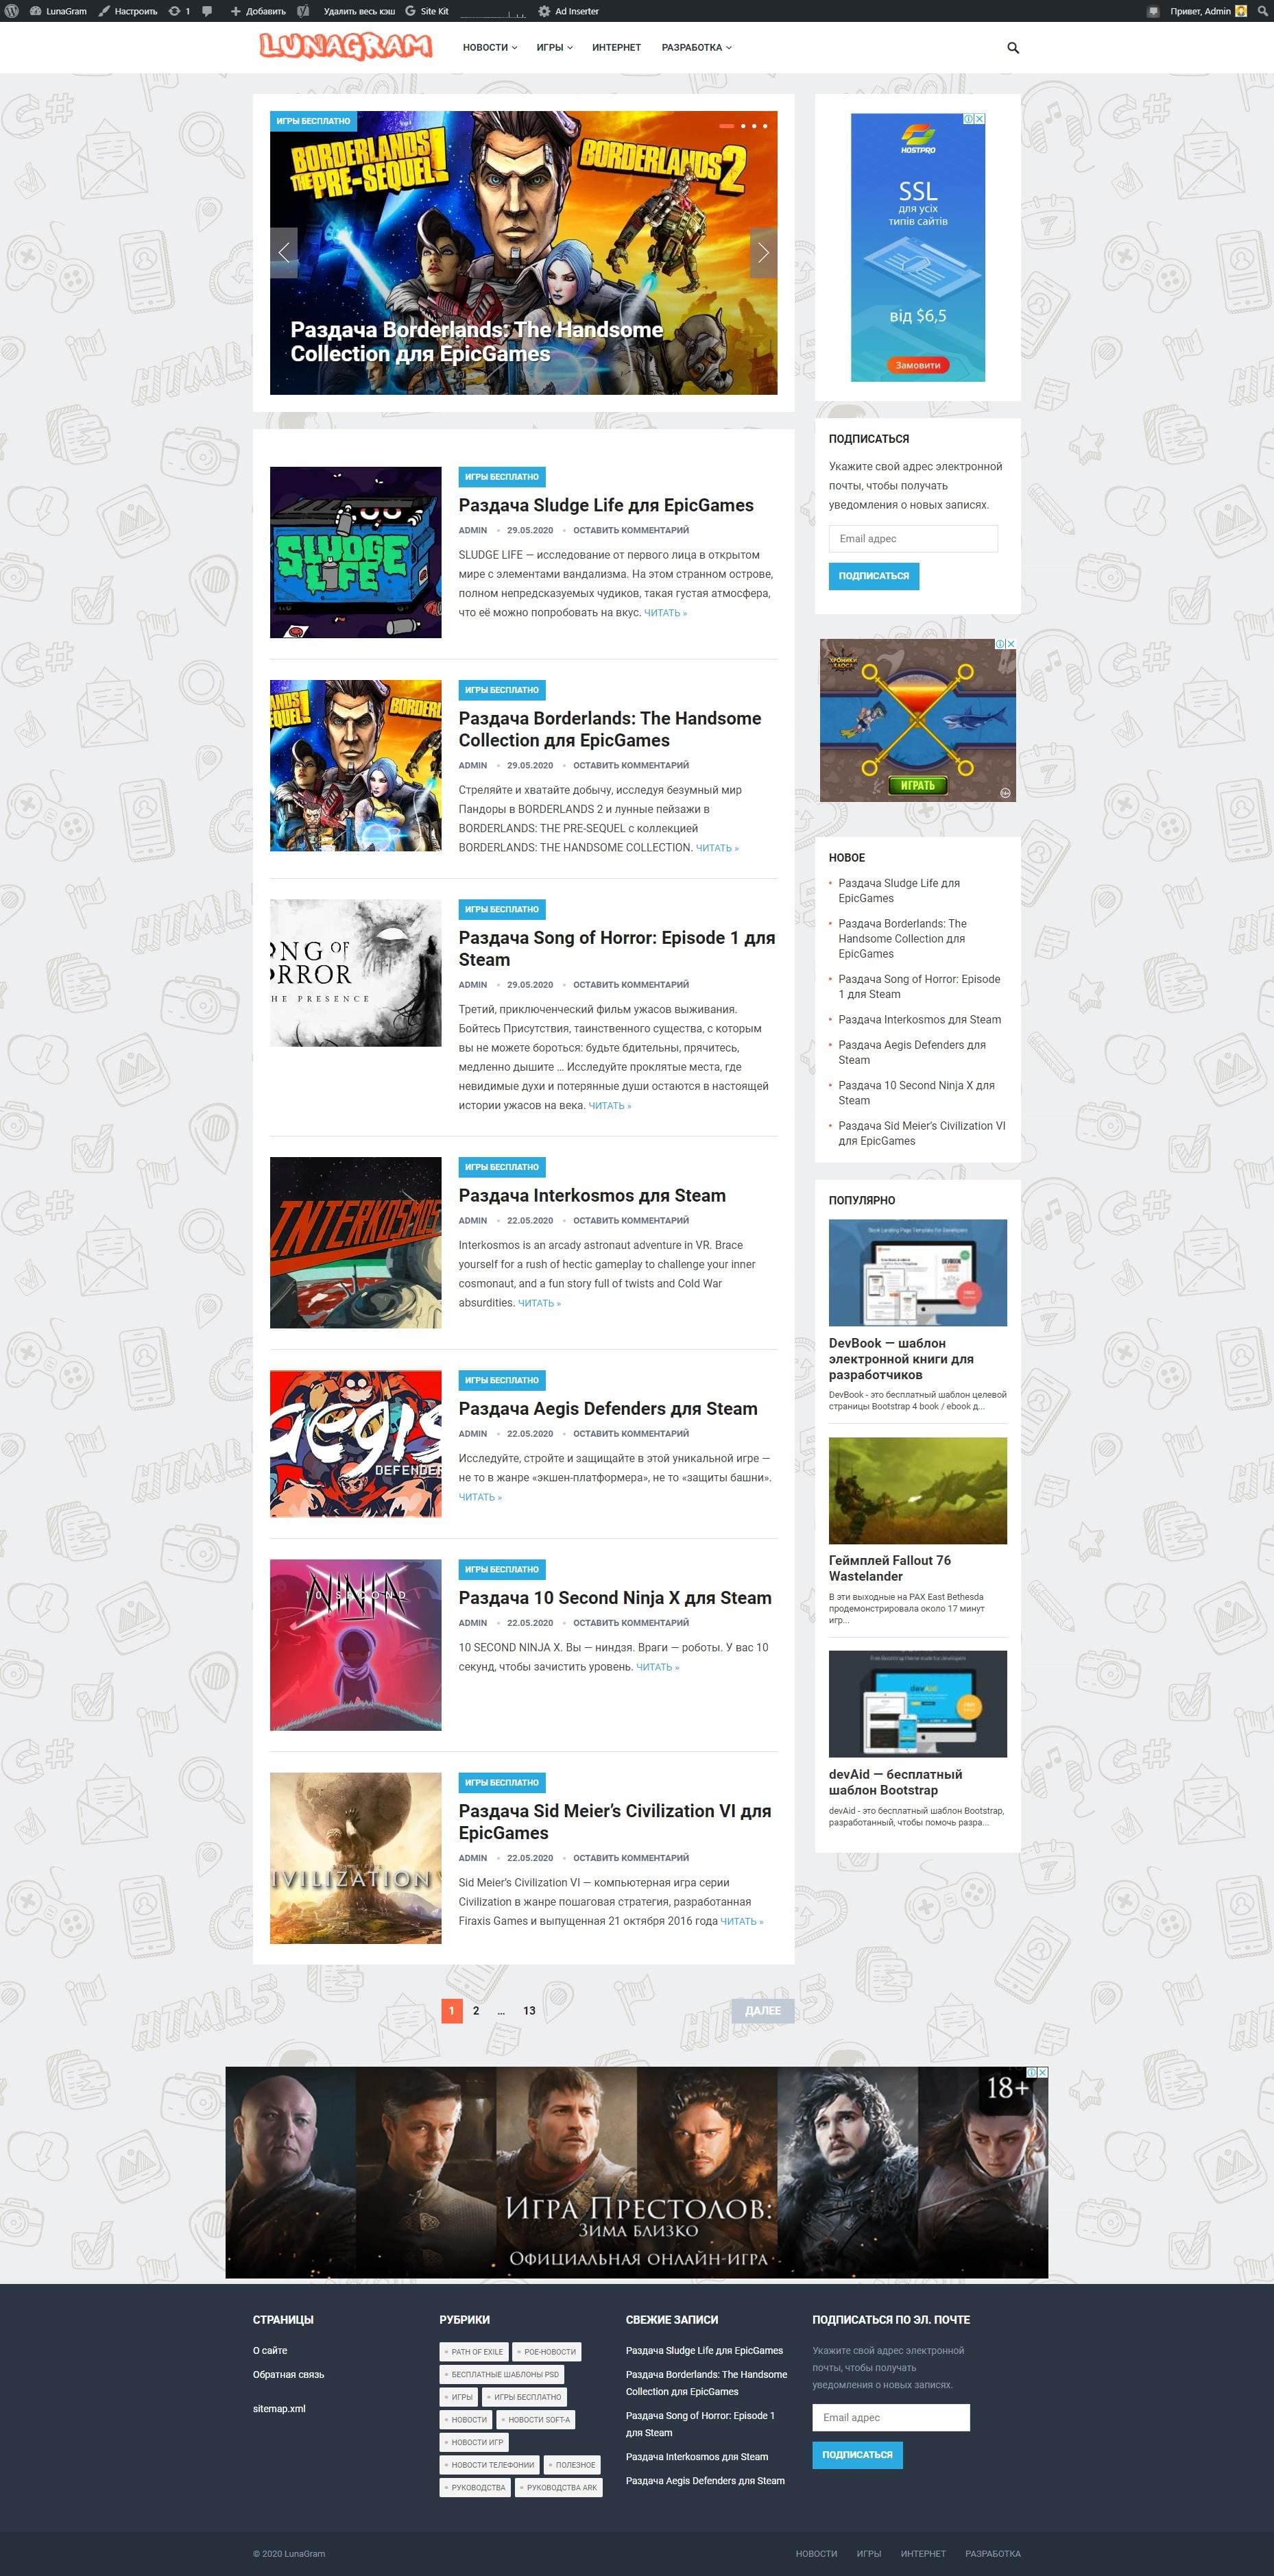 LunaGram Настроить 1 Добавить Удалить весь кэш Site Kit Ad Inserter Привет, Admin
LUNAGRAM НОВОСТИ ИГРЫ ИНТЕРНЕТ РАЗРАБОТКА
ИГРЫ БЕСПЛАТНО
BORDERLANDS THE PRE-SEQUEL! BORDERLANDS 2
Раздача Borderlands: The Handsome
Collection для EpicGames
HOSTPRO
SSL
для усіх
типів сайтів
від $6,5
Замовити
ПОДПИСАТЬСЯ
Укажите свой адрес электронной
почты, чтобы получать
уведомления о новых записях.
Email адрес
ПОДПИСАТЬСЯ
SLUDGE
LIFE
ИГРЫ БЕСПЛАТНО
Раздача Sludge Life для EpicGames
ADMIN 29.05.2020 ОСТАВИТЬ КОММЕНТАРИЙ
SLUDGE LIFE — исследование от первого лица в открытом
мире с элементами вандализма. На этом странном острове,
полном непредсказуемых чудиков, такая густая атмосфера,
что её можно попробовать на вкус. ЧИТАТЬ »
ИГРАТЬ
ИГРЫ БЕСПЛАТНО
Раздача Borderlands: The Handsome
Collection для EpicGames
ADMIN 29.05.2020 ОСТАВИТЬ КОММЕНТАРИЙ
Стреляйте и хватайте добычу, исследуя безумный мир
Пандоры в BORDERLANDS 2 и лунные пейзажи в
BORDERLANDS: THE PRE-SEQUEL с коллекцией
BORDERLANDS: THE HANDSOME COLLECTION. ЧИТАТЬ »
ONG OF
ORROR
HE PRESENCE
ИГРЫ БЕСПЛАТНО
Раздача Song of Horror: Episode 1 для
Steam
ADMIN 29.05.2020 ОСТАВИТЬ КОММЕНТАРИЙ
Третий, приключенческий фильм ужасов выживания.
Бойтесь Присутствия, таинственного существа, с которым
вы не можете бороться: будьте бдительны, прячитесь,
медленно дышите ... Исследуйте проклятые места, где
невидимые духи и потерянные души остаются в настоящей
истории ужасов на века. ЧИТАТЬ »
INTERKOSMOS
ИГРЫ БЕСПЛАТНО
Раздача Interkosmos для Steam
ADMIN 22.05.2020 ОСТАВИТЬ КОММЕНТАРИЙ
Interkosmos is an arcady astronaut adventure in VR. Brace
yourself for a rush of hectic gameplay to challenge your inner
cosmonaut, and a fun story full of twists and Cold War
absurdities. ЧИТАТЬ »
aegis
DEFENDER
ИГРЫ БЕСПЛАТНО
Раздача Aegis Defenders для Steam
ADMIN 22.05.2020 ОСТАВИТЬ КОММЕНТАРИЙ
Исследуйте, стройте и защищайте в этой уникальной игре —
не то в жанре «экшен-платформера», не то «защиты башни».
ЧИТАТЬ »
10 SECOND
NINJA
ИГРЫ БЕСПЛАТНО
Раздача 10 Second Ninja X для Steam
ADMIN 22.05.2020 ОСТАВИТЬ КОММЕНТАРИЙ
10 SECOND NINJA X. Вы — ниндзя. Враги — роботы. У вас 10
секунд, чтобы зачистить уровень. ЧИТАТЬ »
IVILIZATION V
ИГРЫ БЕСПЛАТНО
Раздача Sid Meier’s Civilization VI для
EpicGames
ADMIN 22.05.2020 ОСТАВИТЬ КОММЕНТАРИЙ
Sid Meier’s Civilization VI — компьютерная игра серии
Civilization в жанре пошаговая стратегия, разработанная
Firaxis Games и выпущенная 21 октября 2016 года ЧИТАТЬ »
1 2 ... 13 ДАЛЕЕ
НОВОЕ
Раздача Sludge Life для
EpicGames
Раздача Borderlands: The
Handsome Collection для
EpicGames
Раздача Song of Horror: Episode
1 для Steam
Раздача Interkosmos для Steam
Раздача Aegis Defenders для
Steam
Раздача 10 Second Ninja X для
Steam
Раздача Sid Meier’s Civilization VI
для EpicGames
ПОПУЛЯРНО
DevBook — шаблон
электронной книги для
разработчиков
DevBook - это бесплатный шаблон целевой
страницы Bootstrap 4 book / ebook д...
Геймплей Fallout 76
Wastelander
В эти выходные на PAX East Bethesda
продемонстрировала около 17 минут
игр...
devAid
devAid — бесплатный
шаблон Bootstrap
devAid - это бесплатный шаблон Bootstrap,
разработанный, чтобы помочь разра...
18+
ИГРА ПРЕСТОЛОВ:
ЗИМА БЛИЗКО
ОФИЦИАЛЬНАЯ ОНЛАЙН-ИГРА
СТРАНИЦЫ
О сайте
Обратная связь
sitemap.xml
РУБРИКИ
PATH OF EXILE POE-НОВОСТИ
БЕСПЛАТНЫЕ ШАБЛОНЫ PSD
ИГРЫ ИГРЫ БЕСПЛАТНО
НОВОСТИ НОВОСТИ SOFT-А
НОВОСТИ ИГР
НОВОСТИ ТЕЛЕФОНИИ ПОЛЕЗНОЕ
РУКОВОДСТВА РУКОВОДСТВА ARK
СВЕЖИЕ ЗАПИСИ
Раздача Sludge Life для EpicGames
Раздача Borderlands: The Handsome
Collection для EpicGames
Раздача Song of Horror: Episode 1
для Steam
Раздача Interkosmos для Steam
Раздача Aegis Defenders для Steam
ПОДПИСАТЬСЯ ПО ЭЛ. ПОЧТЕ
Укажите свой адрес электронной
почты, чтобы получать
уведомления о новых записях.
Email адрес
ПОДПИСАТЬСЯ
© 2020 LunaGram НОВОСТИ ИГРЫ ИНТЕРНЕТ РАЗРАБОТКА